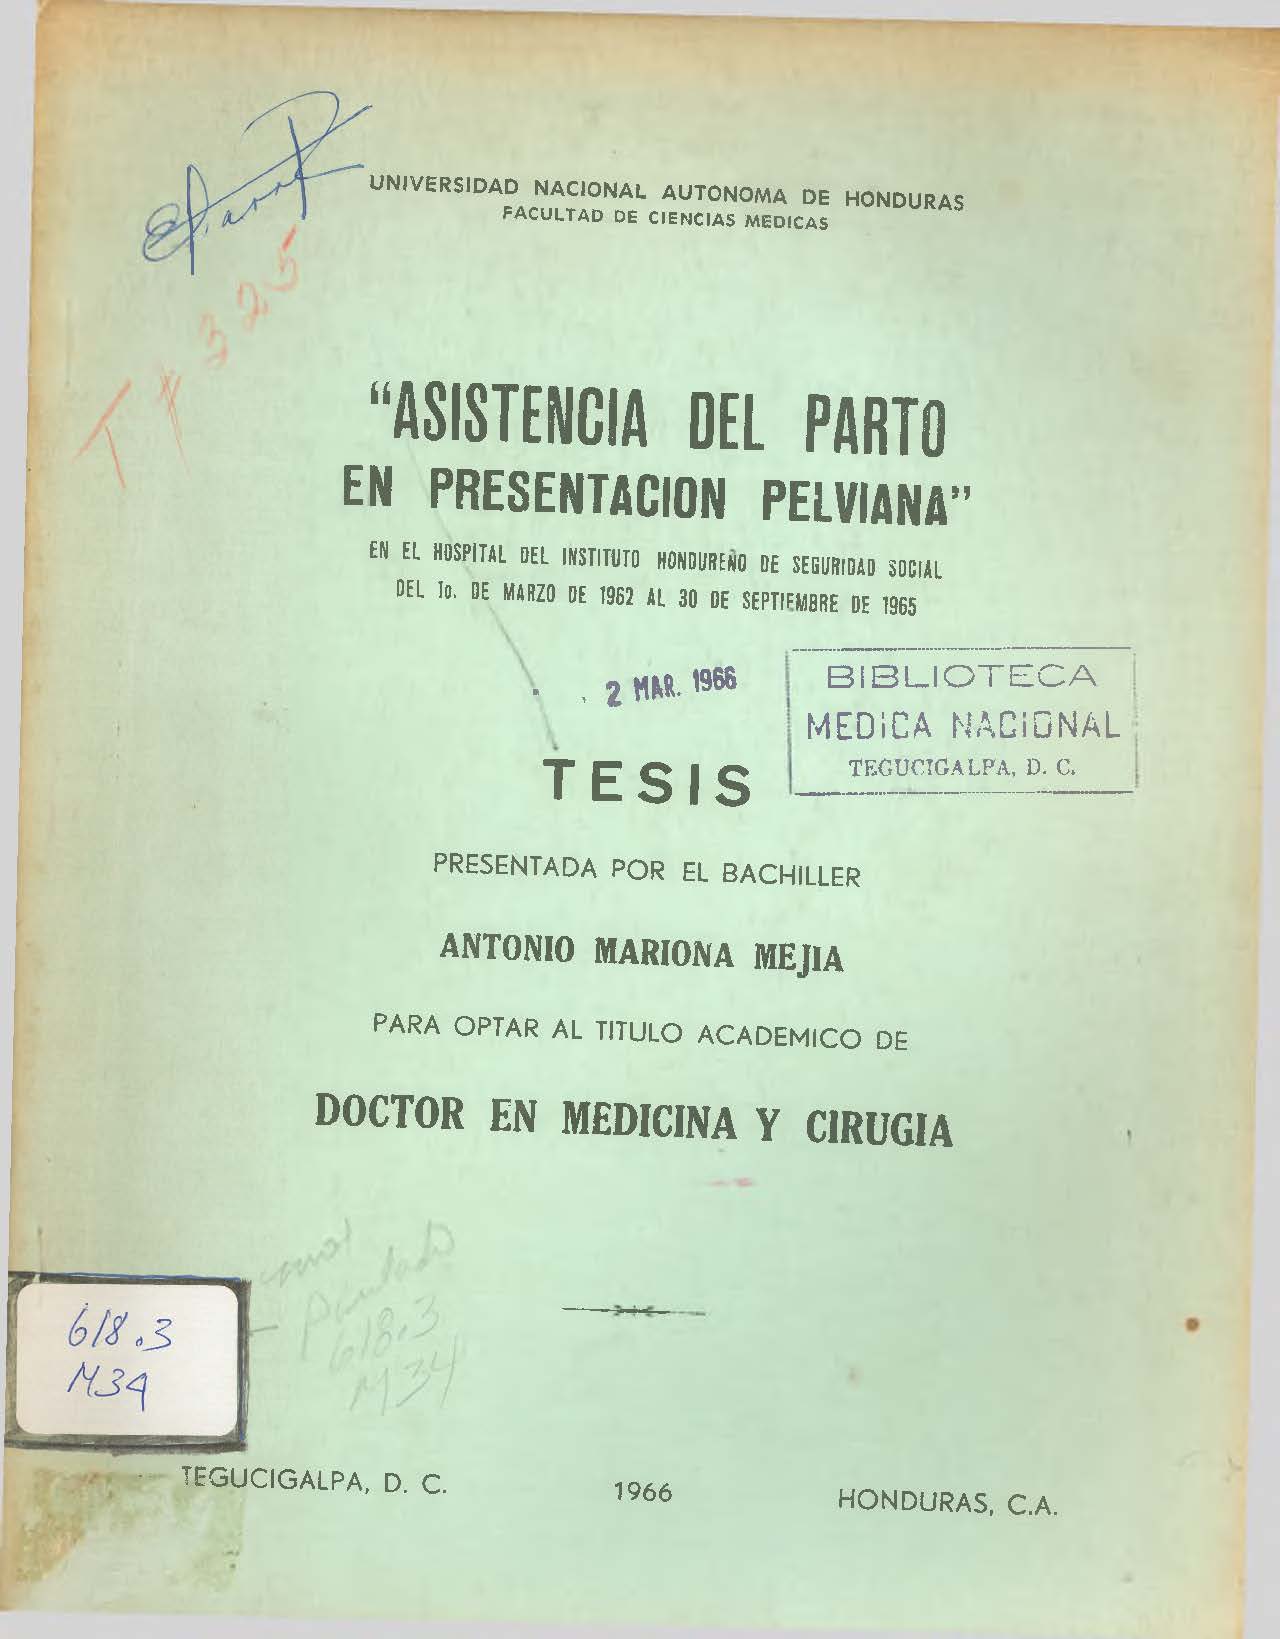 UNIVERSIDAD NACIONAL AUTONOMA DE HONDURAS
FACULTAD DE CIENCIAS MEDICAS
T # 325
"ASISTENCIA DEL PARTO
EN PRESENTACION PELVIANA"
EN EL HOSPITAL DEL INSTITUTO HONDUREÑO DE SEGURIDAD SOCIAL
DEL 1o. DE MARZO DE 1962 AL 30 DE SEPTIEMBRE DE 1965
2 MAR. 1966
BIBLIOTECA
MEDICA NACIONAL
TEGUCIGALPA, D. C.
TESIS
PRESENTADA POR EL BACHILLER
ANTONIO MARIONA MEJIA
PARA OPTAR AL TITULO ACADEMICO DE
DOCTOR EN MEDICINA Y CIRUGIA
618.3
M34
618.3
M34
TEGUCIGALPA, D. C.
1966
HONDURAS, C.A.